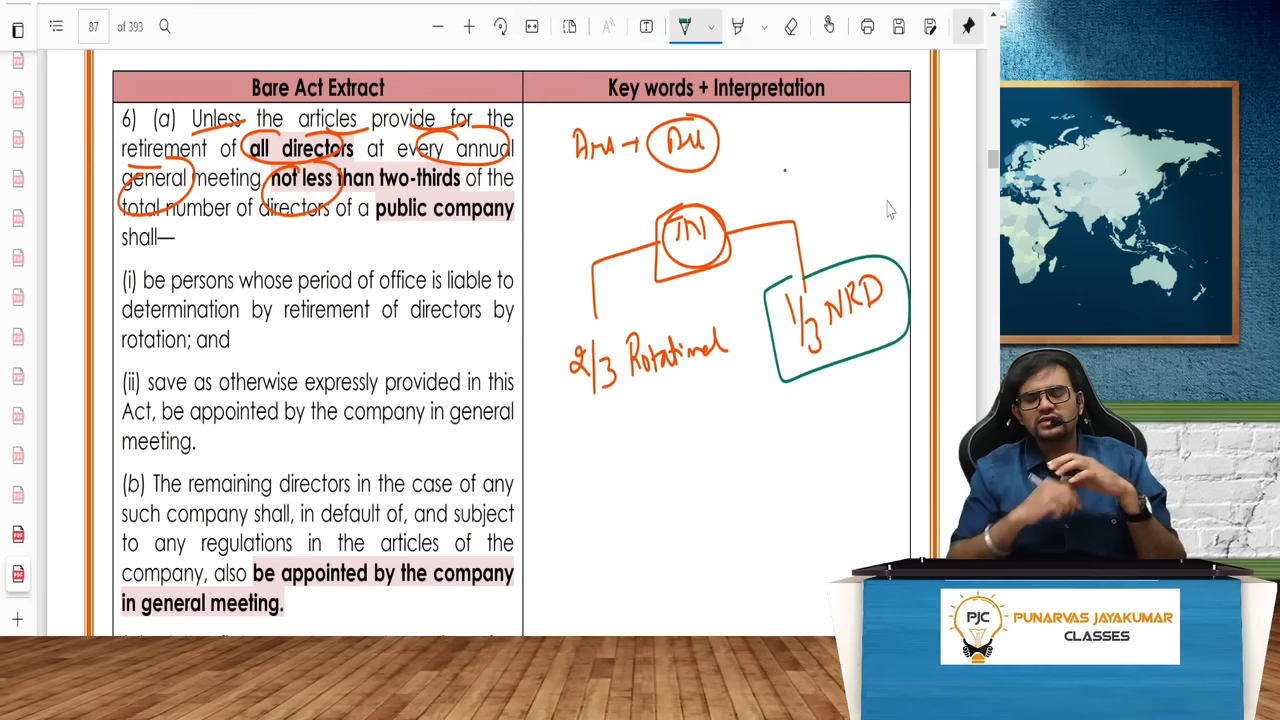 87 of 393
Bare Act Extract
Key words + Interpretation
6) (a) Unless the articles provide for the
retirement of all directors at every annual
general meeting, not less than two-thirds of the
total number of directors of a public company
shall—
(i) be persons whose period of office is liable to
determination by retirement of directors by
rotation; and
(ii) save as otherwise expressly provided in this
Act, be appointed by the company in general
meeting.
(b) The remaining directors in the case of any
such company shall, in default of, and subject
to any regulations in the articles of the
company, also be appointed by the company
in general meeting.
2/3 Rotational
1/3 NRD
PJC
PUNARVAS JAYAKUMAR
CLASSES